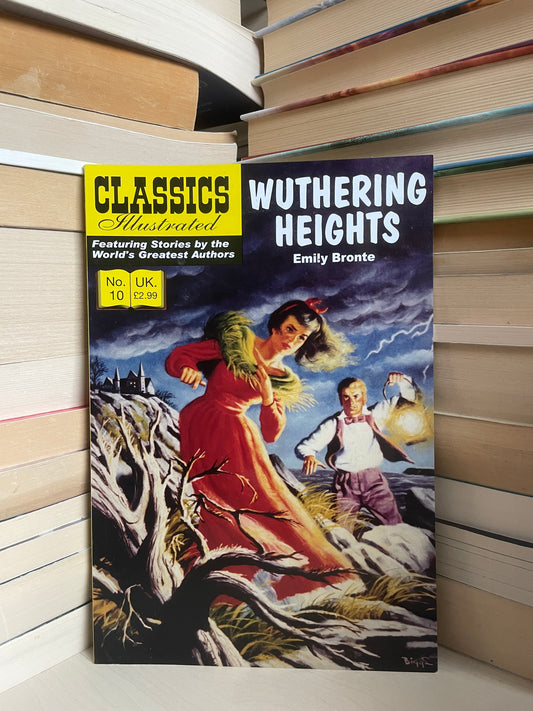 CLASSICS
Illustrated
Featuring Stories by the
World's Greatest Authors
No.
10
UK.
£2.99
WUTHERING
HEIGHTS
Emily Bronte